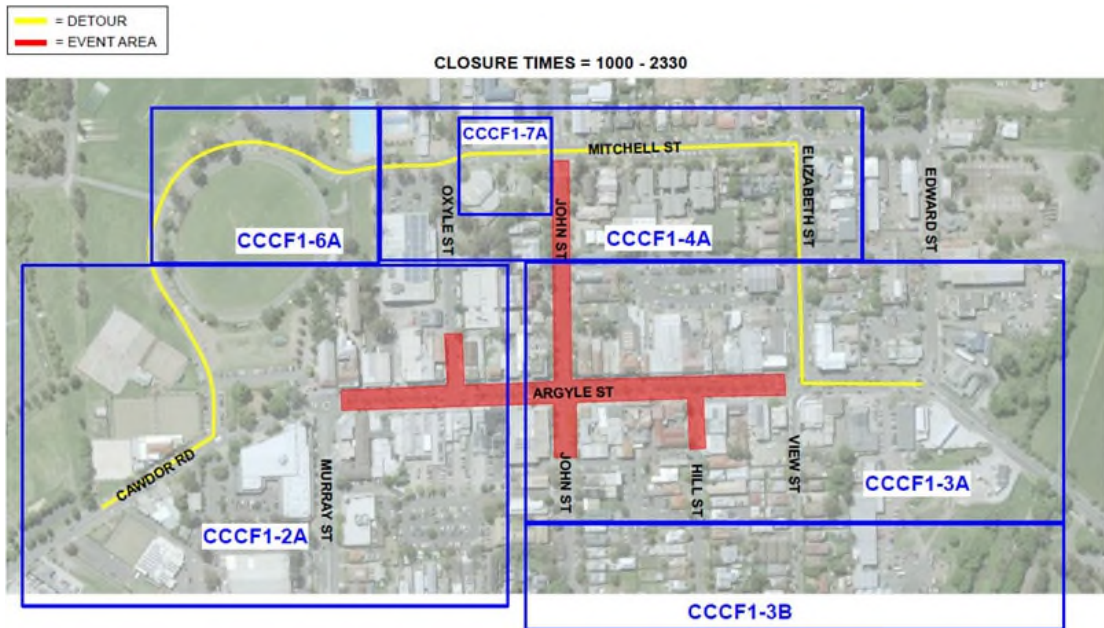 = DETOUR
= EVENT AREA
CLOSURE TIMES = 1000 - 2330
CCCF1-7A
MITCHELL ST
ELIZABETH ST
EDWARD ST
OXYLE ST
JOHN ST
CCCF1-6A
CCCF1-4A
ARGYLE ST
CAWDOR RD
MURRAY ST
JOHN ST
HILL ST
VIEW ST
CCCF1-3A
CCCF1-2A
CCCF1-3B